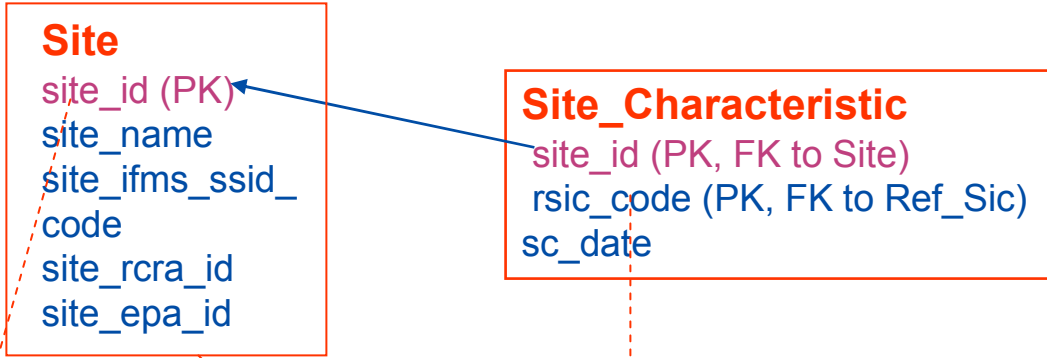 Site
site_id (PK)
site_name
site_ifms_ssid_
code
site_rcra_id
site_epa_id
Site_Characteristic
site_id (PK, FK to Site)
rsic_code (PK, FK to Ref_Sic)
sc_date